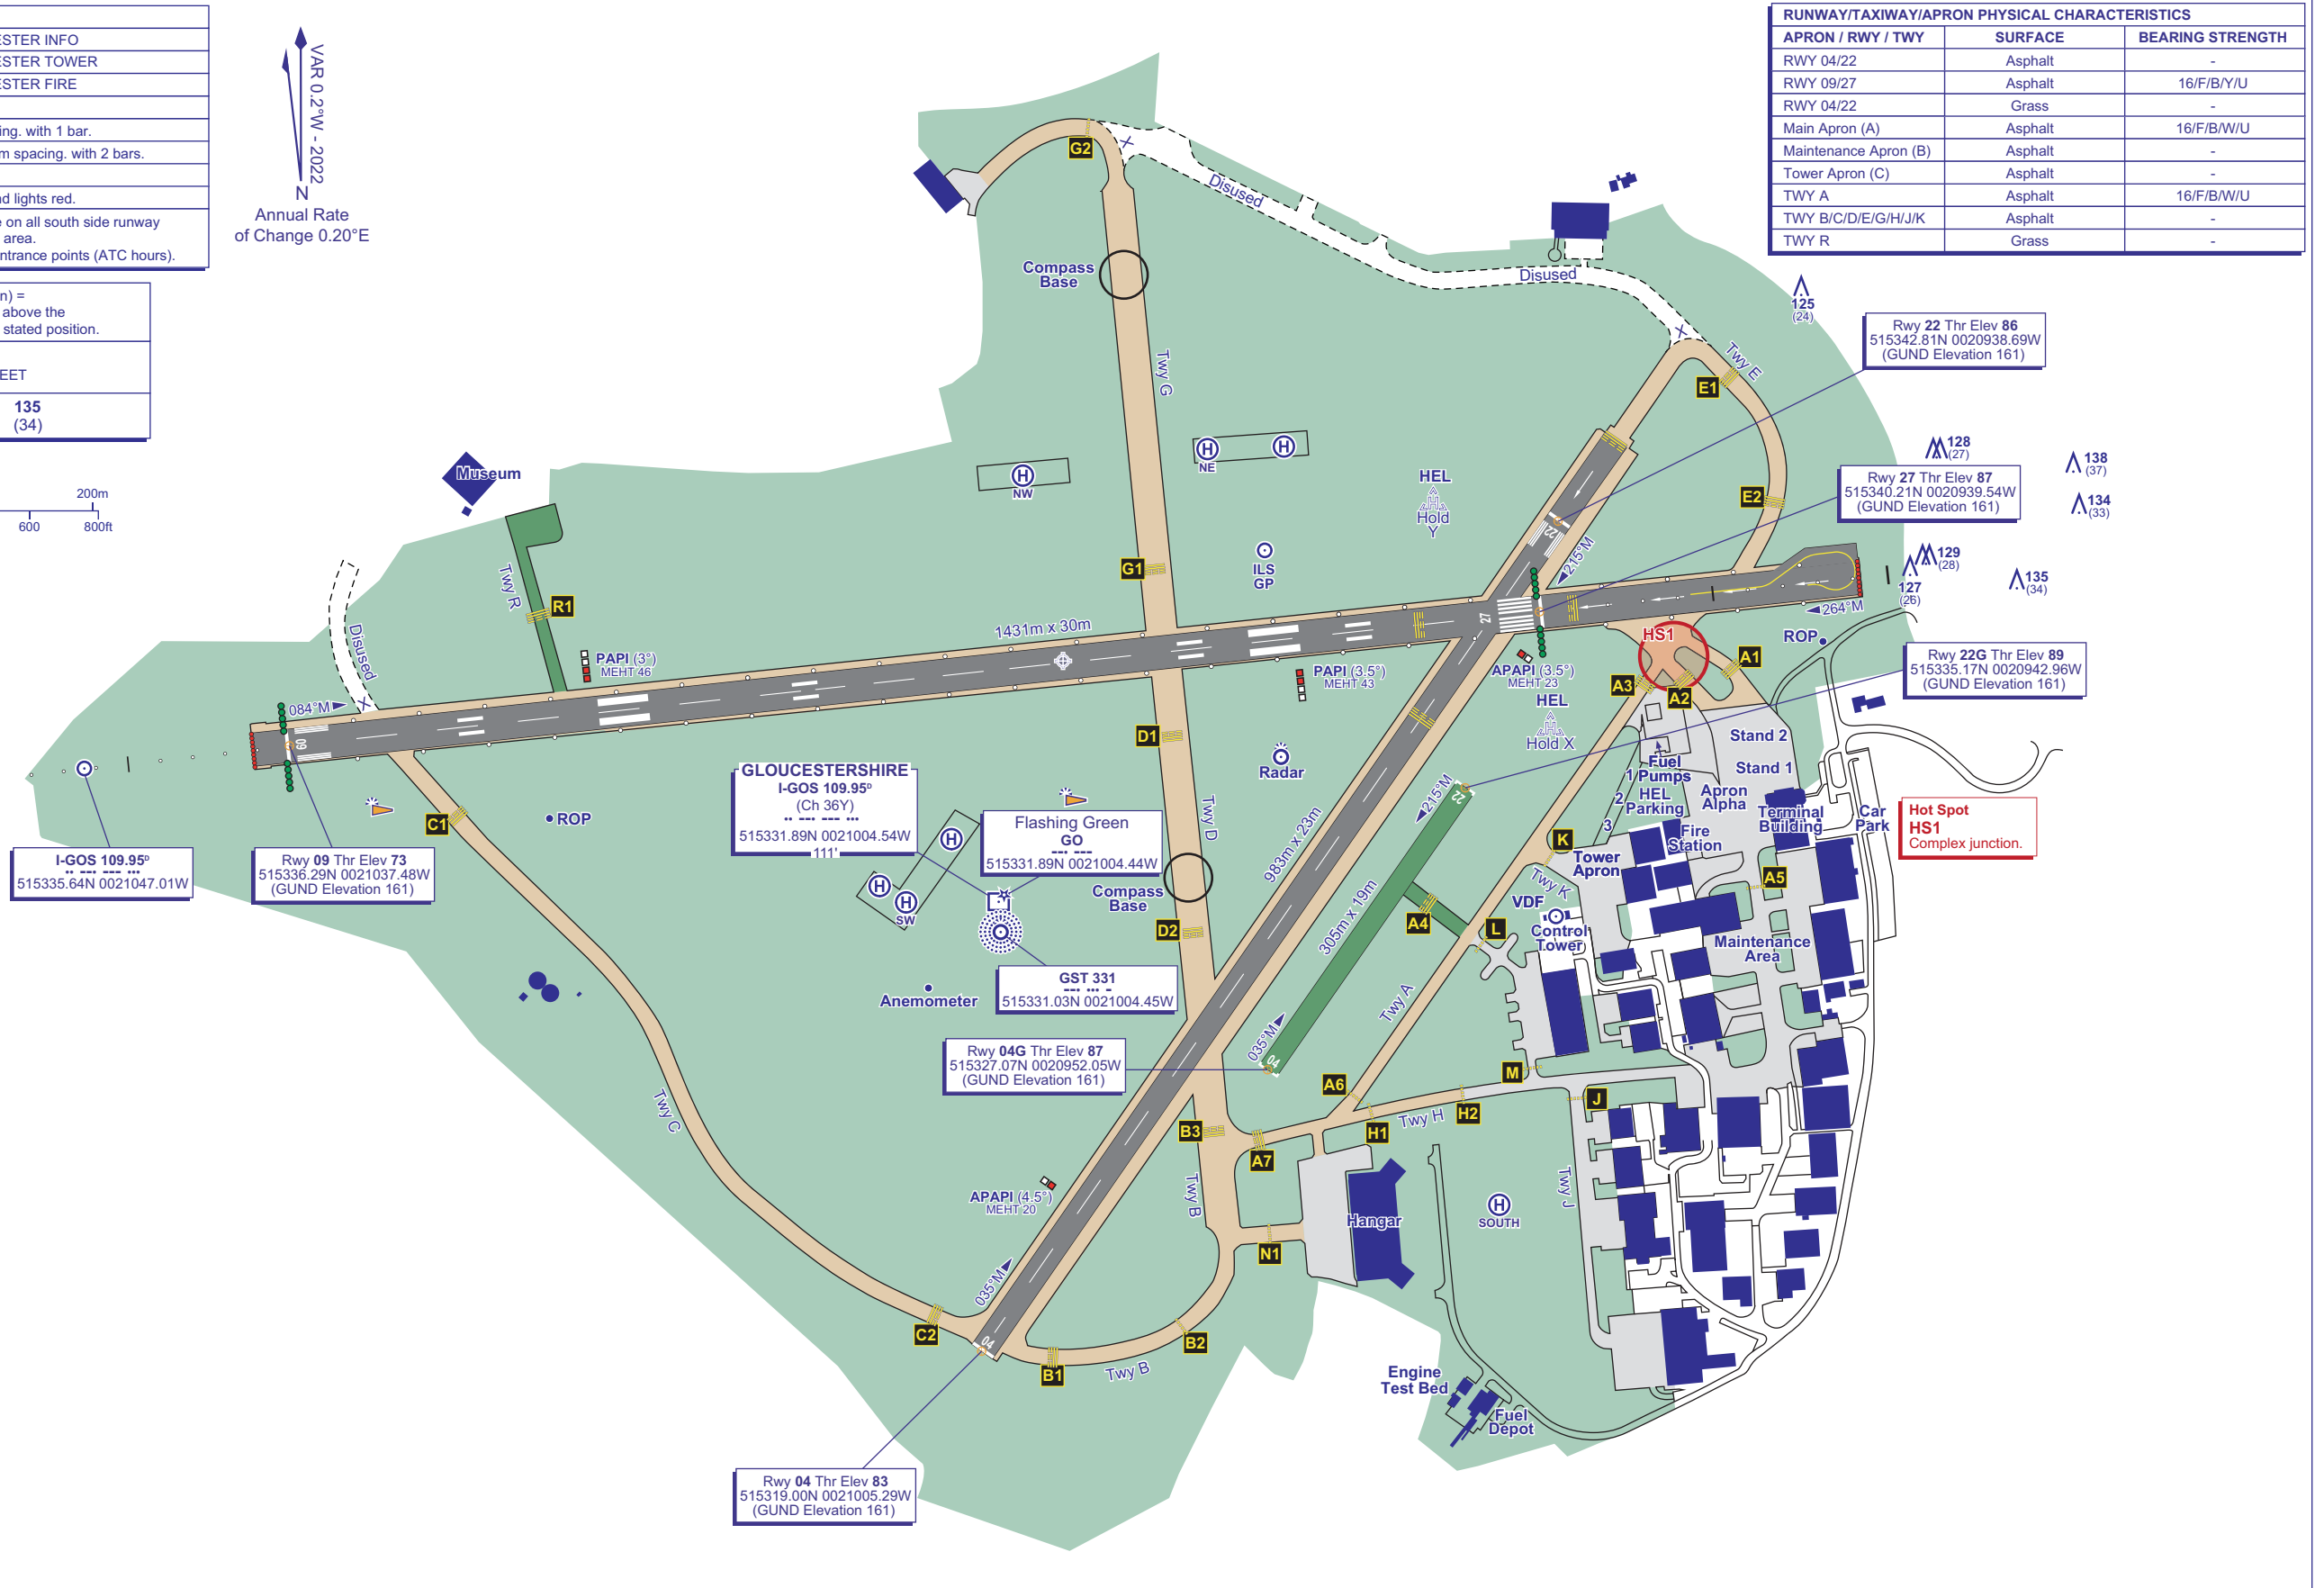 ESTER INFO
ESTER TOWER
ESTER FIRE
ing. with 1 bar.
m spacing. with 2 bars.
d lights red.
e on all south side runway
area.
ntrance points (ATC hours).
n) =
above the
stated position.
EET
135
(34)
200m
600 800ft
VAR 0.2°W - 2022
N
Annual Rate
of Change 0.20°E
RUNWAY/TAXIWAY/APRON PHYSICAL CHARACTERISTICS
APRON / RWY / TWY SURFACE BEARING STRENGTH
RWY 04/22 Asphalt -
RWY 09/27 Asphalt 16/F/B/Y/U
RWY 04/22 Grass -
Main Apron (A) Asphalt 16/F/B/W/U
Maintenance Apron (B) Asphalt -
Tower Apron (C) Asphalt -
TWY A Asphalt 16/F/B/W/U
TWY B/C/D/E/G/H/J/K Asphalt -
TWY R Grass -
G2
X
Disused
Disused
X
Compass
Base
Twy G
Twy E
E1
E2
125
(24)
Rwy 22 Thr Elev 86
515342.81N 0020938.69W
(GUND Elevation 161)
128
(27)
138
(37)
134
(33)
Rwy 27 Thr Elev 87
515340.21N 0020939.54W
(GUND Elevation 161)
129
(28)
127
(26)
135
(34)
Museum
H
NW
H
NE
H
HEL
H
Hold
Y
22
215°M
G1
ILS
GP
Twy R
R1
Disused
X
PAPI (3°)
MEHT 46
1431m x 30m
27
264°M
HS1
ROP
A1
A2
A3
PAPI (3.5°)
MEHT 43
APAPI (3.5°)
MEHT 23
HEL
H
Hold X
Rwy 22G Thr Elev 89
515335.17N 0020942.96W
(GUND Elevation 161)
084°M
09
D1
Radar
Stand 2
Stand 1
Fuel
1 Pumps
2 HEL
Parking
3
Apron
Alpha
Terminal
Building
Car
Park
Fire
Station
Hot Spot
HS1
Complex junction.
C1
ROP
GLOUCESTERSHIRE
I-GOS 109.95D
(Ch 36Y)
515331.89N 0021004.54W
111'
Flashing Green
GO
515331.89N 0021004.44W
Twy D
983m x 23m
215°M
22
305m x 19m
K
Tower
Apron
Twy K
A5
I-GOS 109.95D
515335.64N 0021047.01W
Rwy 09 Thr Elev 73
515336.29N 0021037.48W
(GUND Elevation 161)
H
H
H
SW
Compass
Base
D2
A4
L
VDF
Control
Tower
Maintenance
Area
GST 331
515331.03N 0021004.45W
Anemometer
Twy A
Rwy 04G Thr Elev 87
515327.07N 0020952.05W
(GUND Elevation 161)
035°M
04
A6
M
J
H2
H1
Twy H
Twy C
B3
A7
Twy B
Twy J
APAPI (4.5°)
MEHT 20
Hangar
H
SOUTH
N1
035°M
04
C2
B1
B2
Twy B
Engine
Test Bed
Fuel
Depot
Rwy 04 Thr Elev 83
515319.00N 0021005.29W
(GUND Elevation 161)